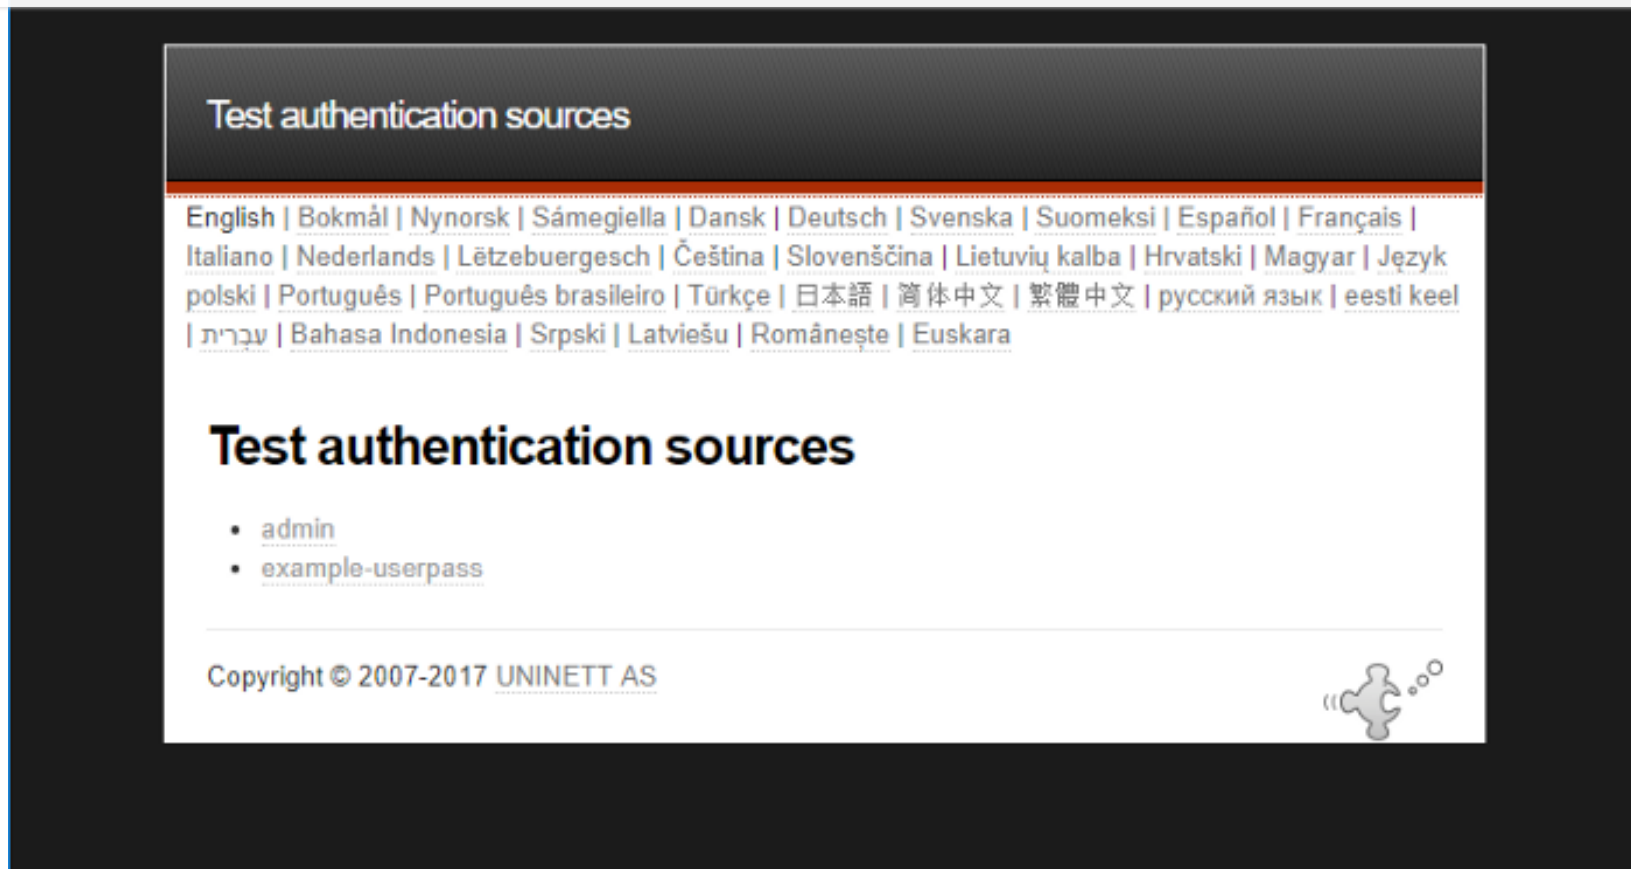 Test authentication sources
English | Bokmål | Nynorsk | Sámegiella | Dansk | Deutsch | Svenska | Suomeksi | Español | Français |
Italiano | Nederlands | Lëtzebuergesch | Čeština | Slovenščina | Lietuvių kalba | Hrvatski | Magyar | Język
polski | Português | Português brasileiro | Türkçe | 日本語 | 简体中文 | 繁體中文 | русский язык | eesti keel
| עִבְרִית | Bahasa Indonesia | Srpski | Latviešu | Românește | Euskara
Test authentication sources
• admin
• example-userpass
Copyright © 2007-2017 UNINETT AS